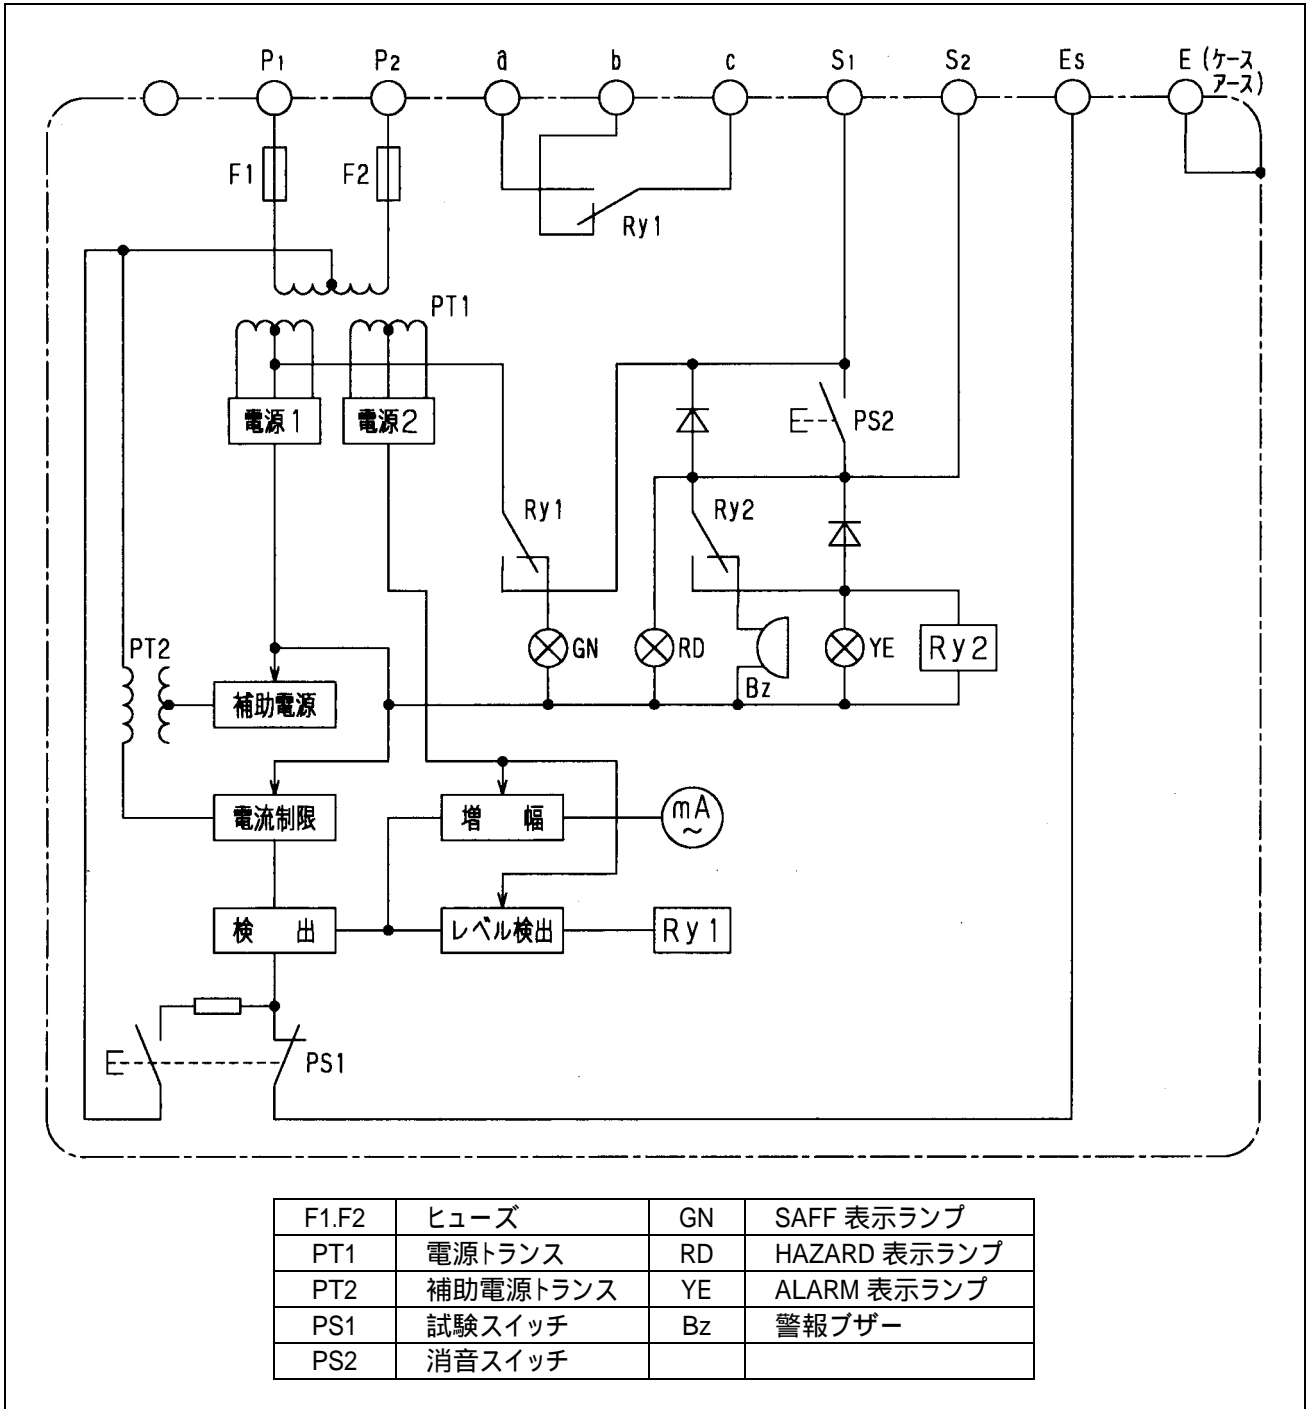 P1 P2 a b c S1 S2 Es E (ケース
アース)
F1 F2
Ry1
PT1
電源1 電源2
PS2
Ry1 Ry2
PT2
GN RD YE Ry2
Bz
補助電源
電流制限 増 幅 mA
~
検 出 レベル検出 Ry1
PS1
F1.F2 ヒューズ GN SAFF 表示ランプ
PT1 電源トランス RD HAZARD 表示ランプ
PT2 補助電源トランス YE ALARM 表示ランプ
PS1 試験スイッチ Bz 警報ブザー
PS2 消音スイッチ